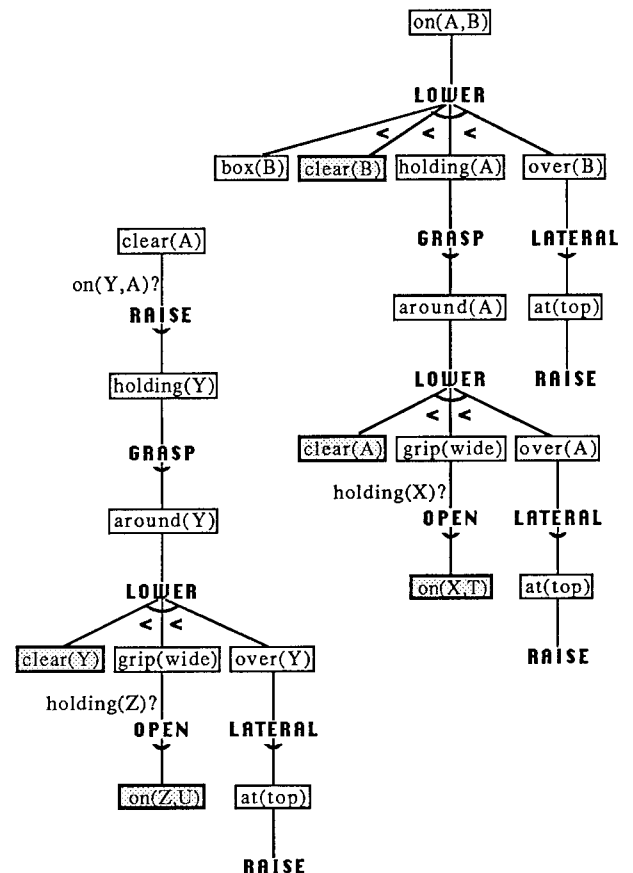 on(A,B)
LOWER
< < <
box(B) clear(B) holding(A) over(B)
clear(A)
GRASP LATERAL
on(Y,A)?
RAISE
around(A) at(top)
holding(Y)
LOWER RAISE
< <
GRASP
clear(A) grip(wide) over(A)
holding(X)?
around(Y)
OPEN LATERAL
LOWER
on(X,T) at(top)
< <
clear(Y) grip(wide) over(Y)
RAISE
holding(Z)?
OPEN LATERAL
on(Z,U) at(top)
RAISE